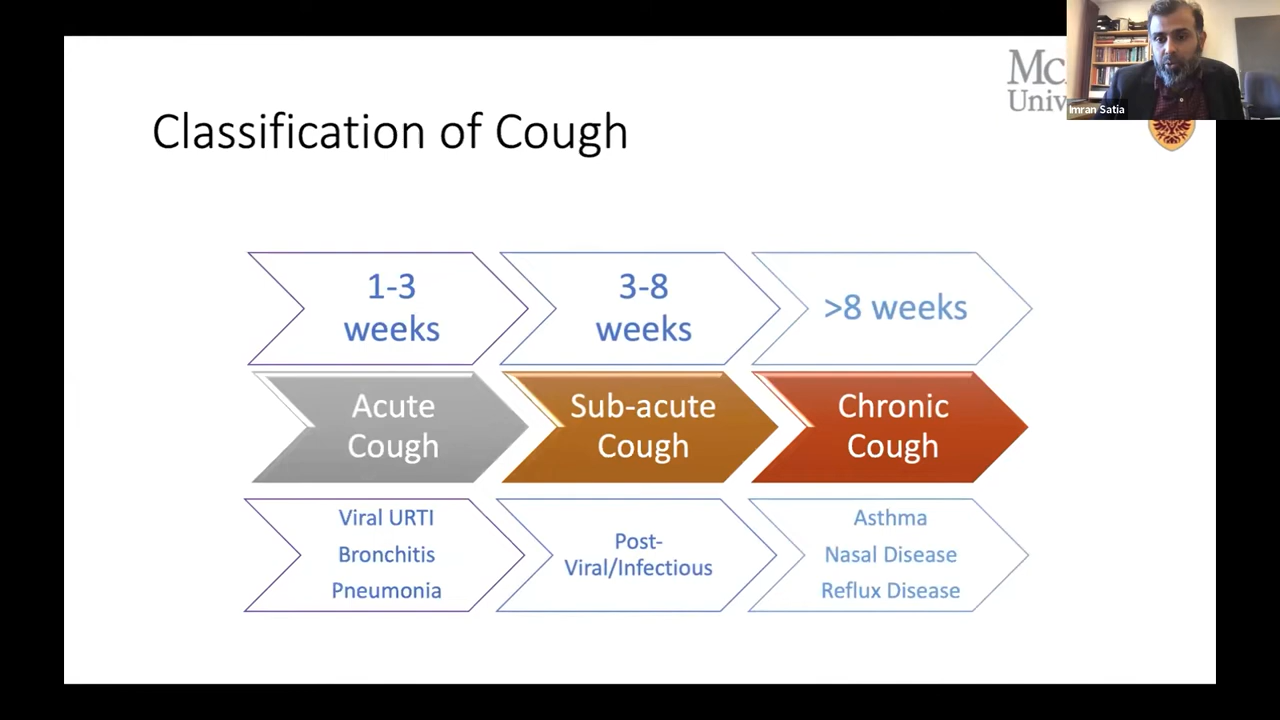 Imran Satia
Classification of Cough
1-3
weeks
3-8
weeks
>8 weeks
Acute
Cough
Sub-acute
Cough
Chronic
Cough
Viral URTI
Bronchitis
Pneumonia
Post-
Viral/Infectious
Asthma
Nasal Disease
Reflux Disease